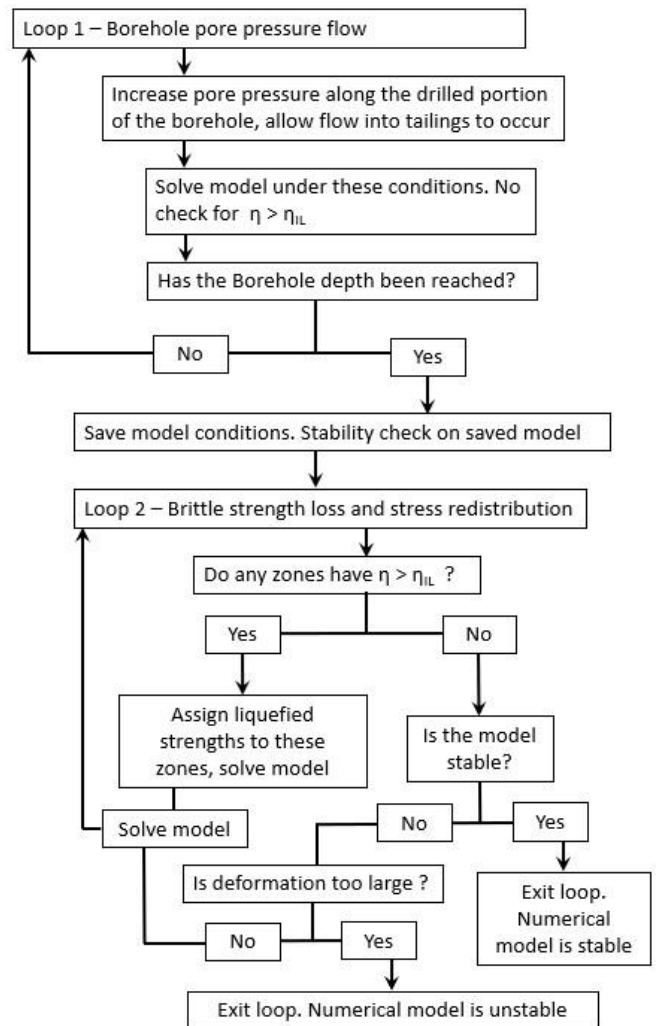 Loop 1 – Borehole pore pressure flow
Increase pore pressure along the drilled portion
of the borehole, allow flow into tailings to occur
Solve model under these conditions. No
check for η > ηIL
Has the Borehole depth been reached?
No
Yes
Save model conditions. Stability check on saved model
Loop 2 – Brittle strength loss and stress redistribution
Do any zones have η > ηIL ?
Yes
No
Assign liquefied
strengths to these
zones, solve model
Is the model
stable?
Solve model
No
Yes
Is deformation too large ?
Exit loop.
Numerical
model is stable
No
Yes
Exit loop. Numerical model is unstable